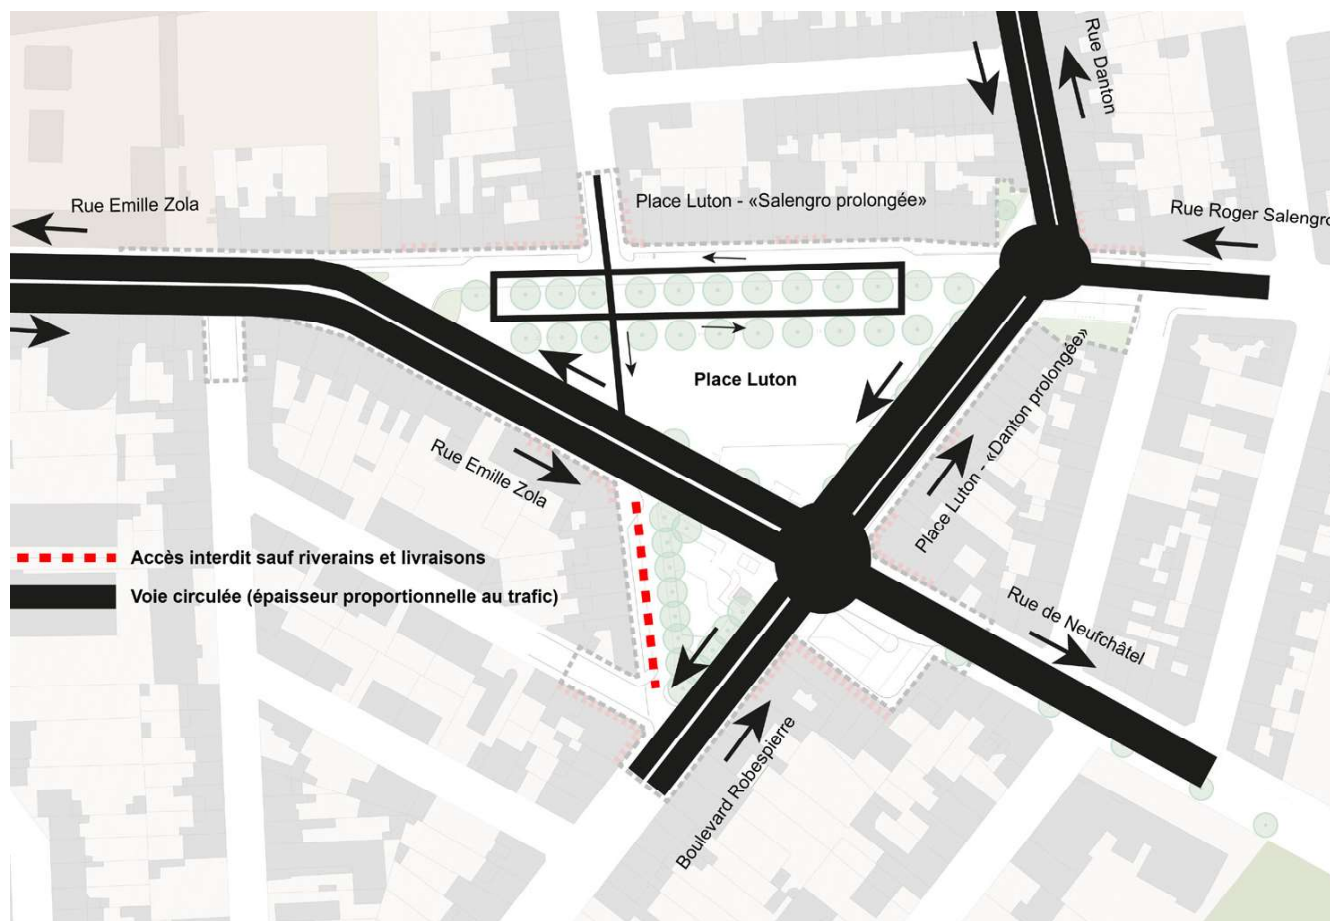 Rue Danton
Rue Emille Zola
Place Luton - «Salengro prolongée»
Rue Roger Salengro
Place Luton
Place Luton - «Danton prolongée»
Rue Emille Zola
Accès interdit sauf riverains et livraisons
Voie circulée (épaisseur proportionnelle au trafic)
Rue de Neufchâtel
Boulevard Robespierre